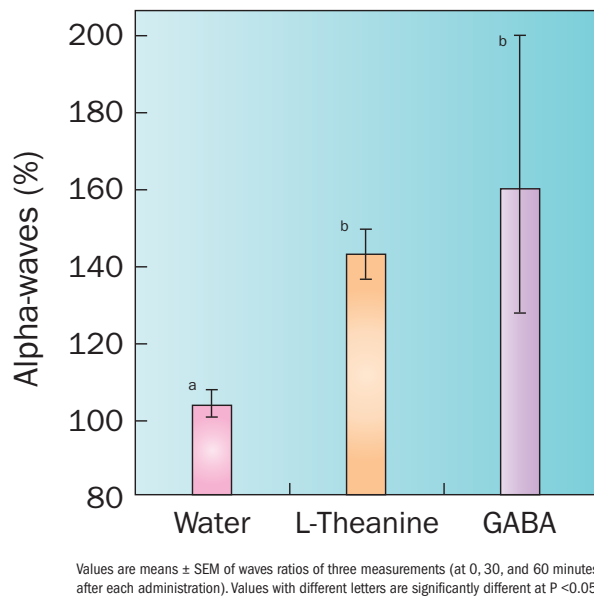 200
180
160
140
120
100
80
Alpha-waves (%)
a
b
b
Water L-Theanine GABA
Values are means ± SEM of waves ratios of three measurements (at 0, 30, and 60 minutes
after each administration). Values with different letters are significantly different at P <0.05